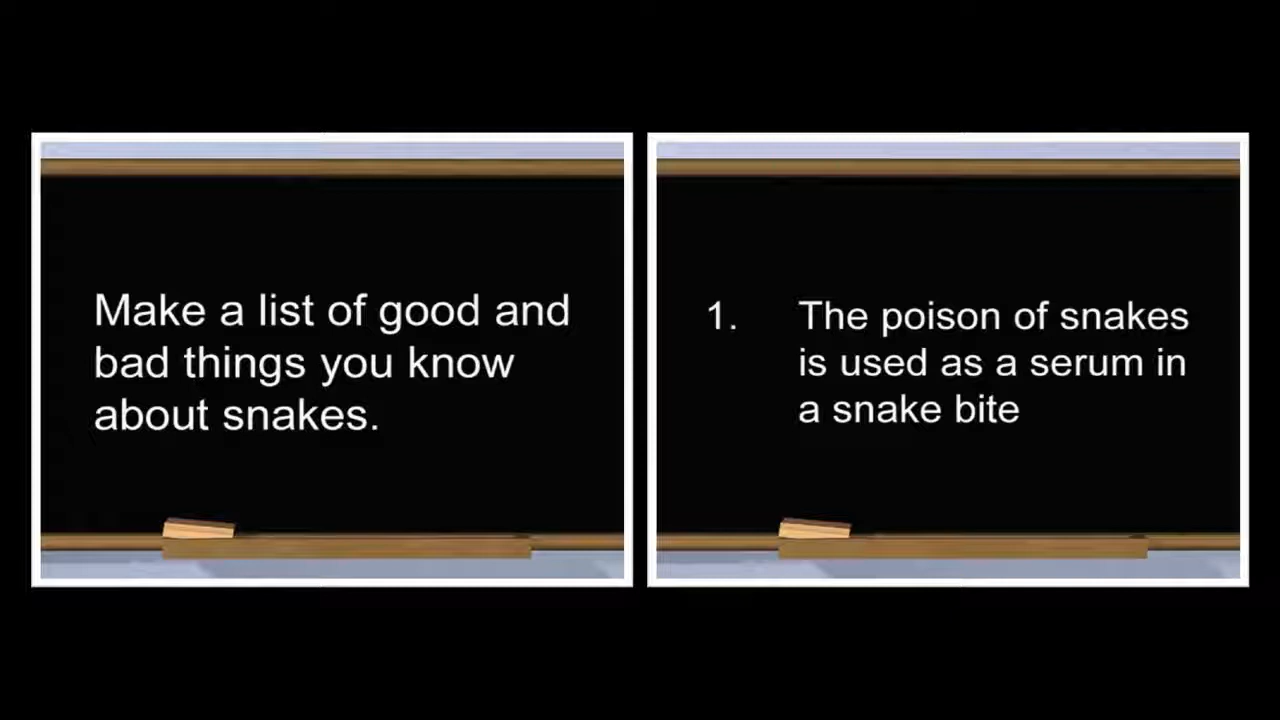 Make a list of good and
bad things you know
about snakes.
1. The poison of snakes
is used as a serum in
a snake bite